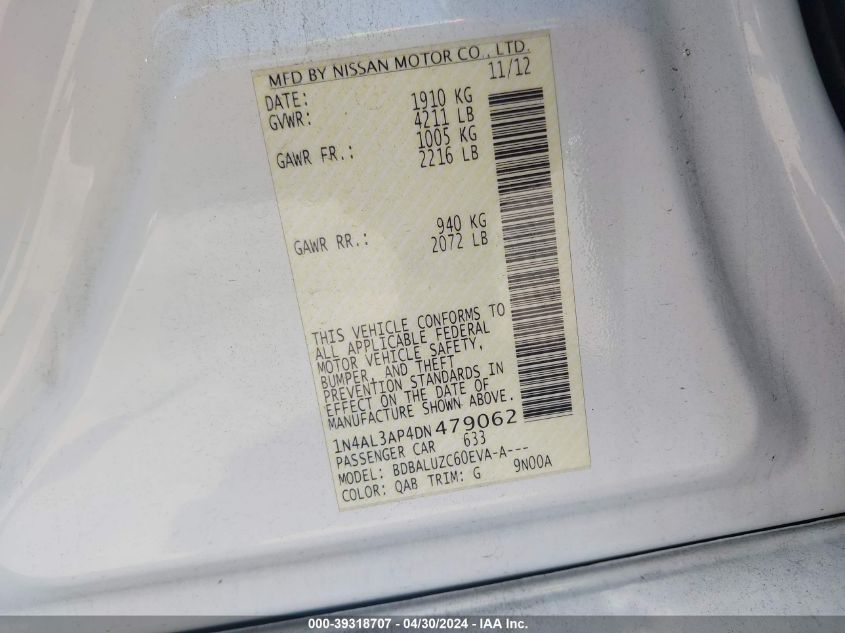 MFD BY NISSAN MOTOR CO., LTD.
DATE: 11/12
GVWR: 1910 KG
4211 LB
GAWR FR.: 1005 KG
2216 LB
GAWR RR.: 940 KG
2072 LB
THIS VEHICLE CONFORMS TO
ALL APPLICABLE FEDERAL
MOTOR VEHICLE SAFETY,
BUMPER, AND THEFT
PREVENTION STANDARDS IN
EFFECT ON THE DATE OF
MANUFACTURE SHOWN ABOVE.
1N4AL3AP4DN479062
PASSENGER CAR 633
MODEL: BDBALUZC60EVA-A---
COLOR: QAB TRIM: G 9N00A
000-39318707 - 04/30/2024 - IAA Inc.